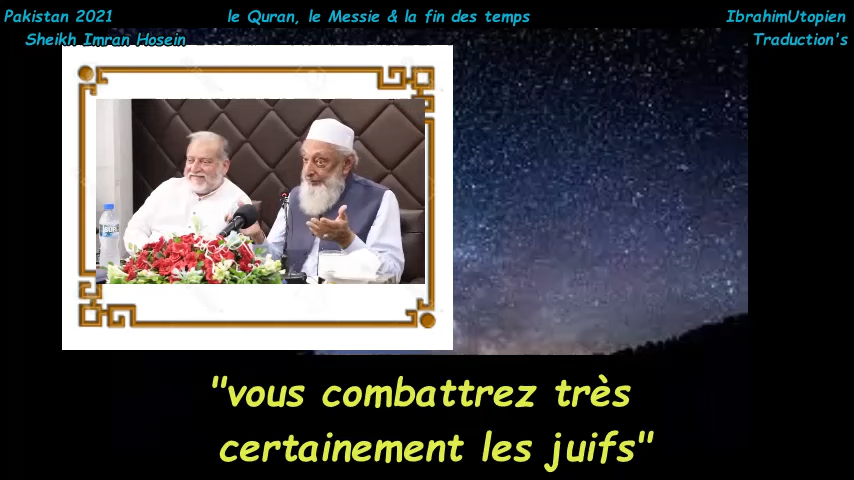 Pakistan 2021
le Quran, le Messie & la fin des temps
IbrahimUtopien
Sheikh Imran Hosein
Traduction's
"vous combattrez très
certainement les juifs"